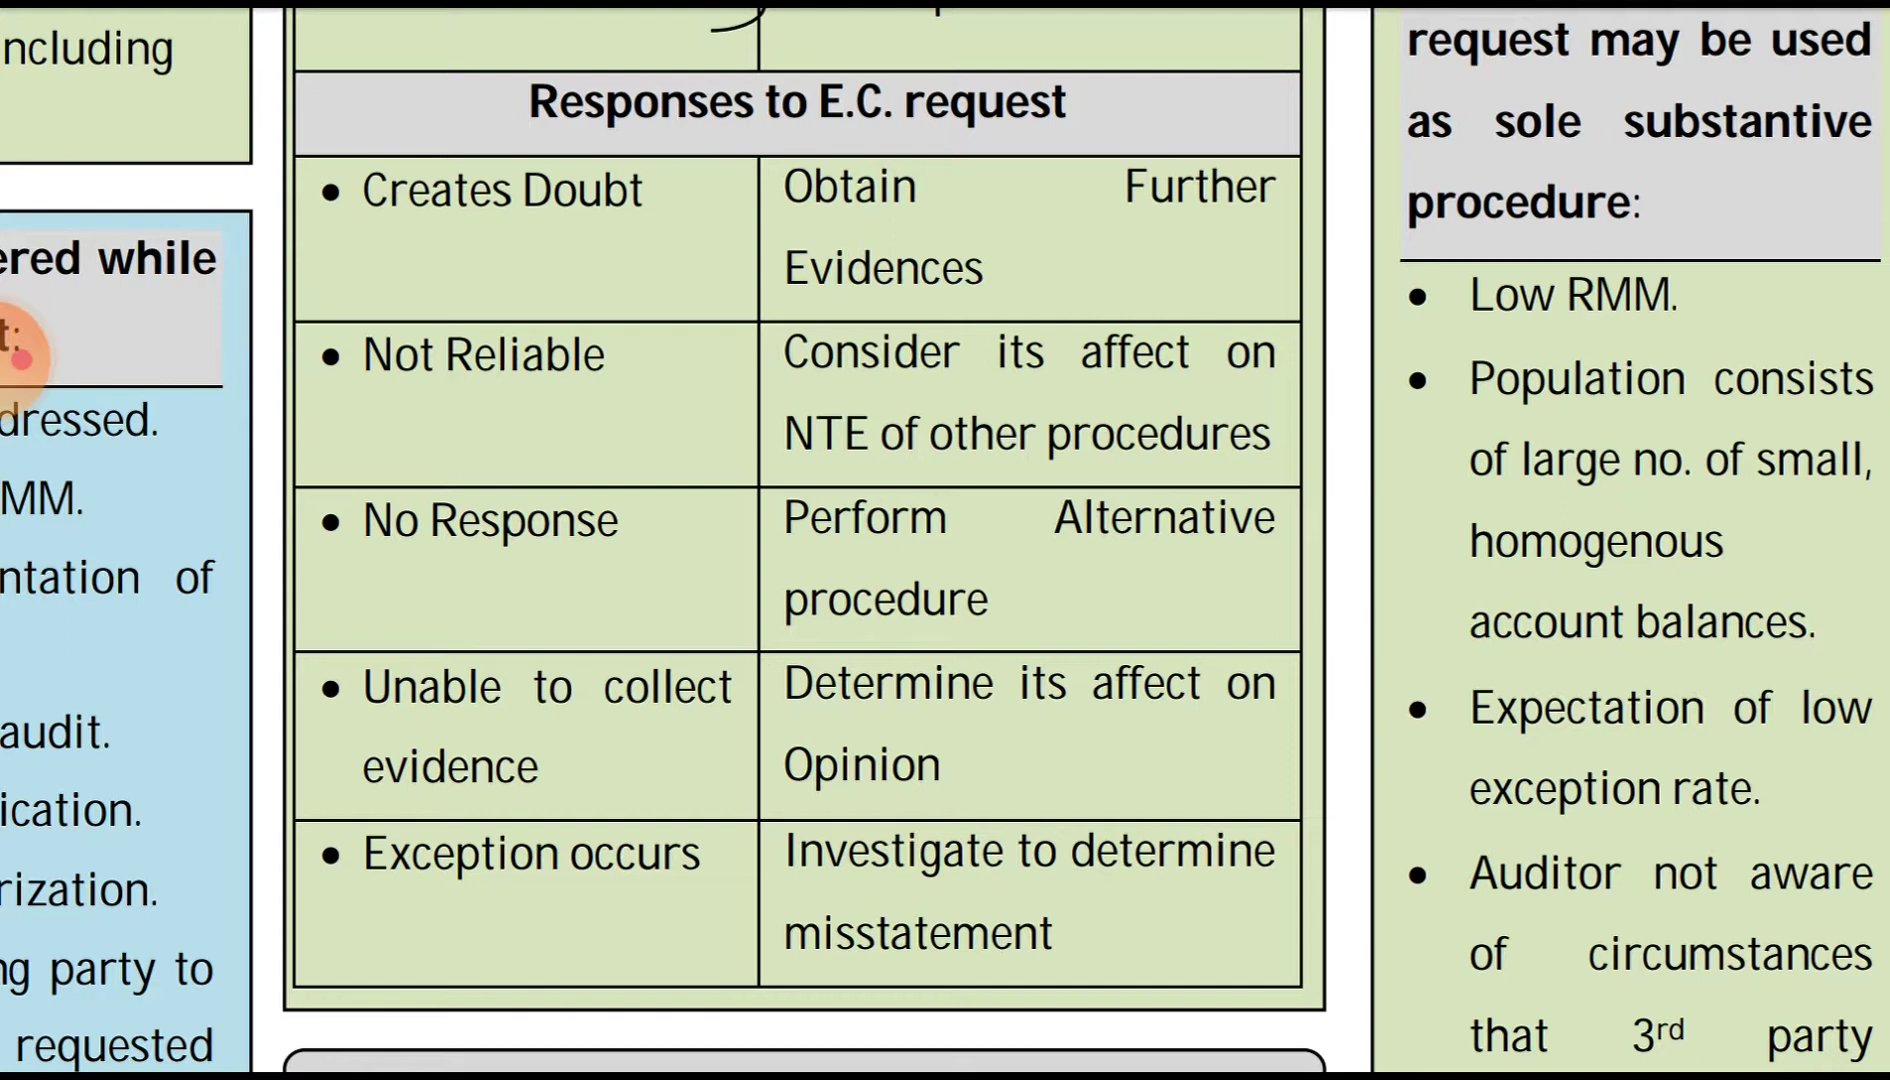 ncluding
ered while
t:
dressed.
MM.
ntation of
audit.
ication.
rization.
ng party to
requested
Responses to E.C. request
• Creates Doubt
Obtain Further
Evidences
• Not Reliable
Consider its affect on
NTE of other procedures
• No Response
Perform Alternative
procedure
• Unable to collect
evidence
Determine its affect on
Opinion
• Exception occurs
Investigate to determine
misstatement
request may be used
as sole substantive
procedure:
• Low RMM.
• Population consists
of large no. of small,
homogenous
account balances.
• Expectation of low
exception rate.
• Auditor not aware
of circumstances
that 3rd party